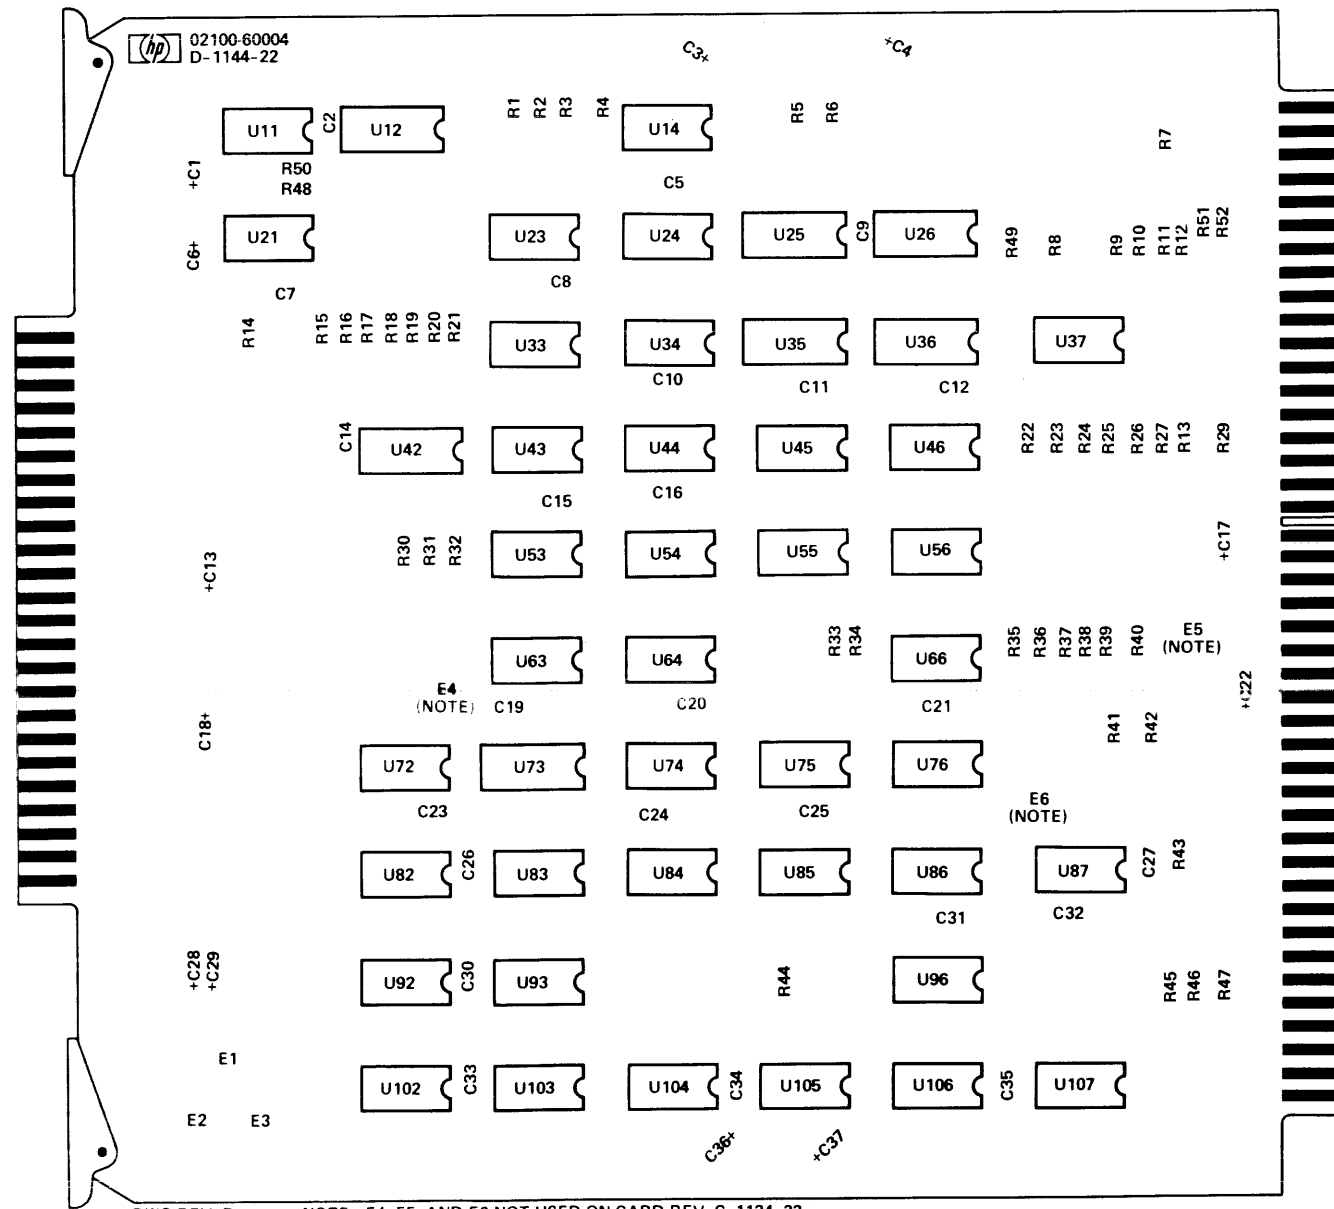 hp 02100-60004
D-1144-22
C3+
+C4
R1 R2 R3 R4 R5 R6 R7
U11 C2 U12 U14
+C1 R50
R48
C5
C6+ U21 U23 U24 U25 C9 U26 R49 R8 R9 R10 R11 R12 R51 R52
C7 C8
R14 R15 R16 R17 R18 R19 R20 R21 U33 U34 U35 U36 U37
C10 C11 C12
C14 U42 U43 U44 U45 U46 R22 R23 R24 R25 R26 R27 R13 R29
C15 C16
+C13 R30 R31 R32 U53 U54 U55 U56 +C17
U63 U64 R33 R34 U66 R35 R36 R37 R38 R39 R40 E5
(NOTE)
E4
(NOTE) C19 C20 C21 +C22
C18+ R41 R42
U72 U73 U74 U75 U76
C23 C24 C25 E6
(NOTE)
U82 C26 U83 U84 U85 U86 U87 C27 R43
C31 C32
+C28 +C29 U92 C30 U93 R44 U96 R45 R46 R47
E1
U102 C33 U103 U104 C34 U105 U106 C35 U107
E2 E3
C36+ +C37